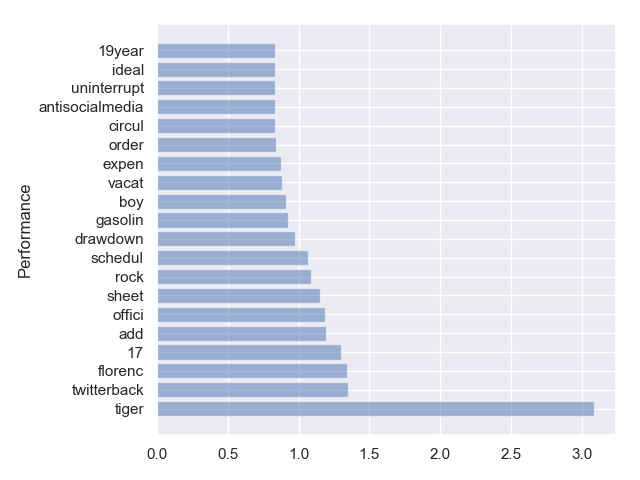 19year
ideal
uninterrupt
antisocialmedia
circul
order
expen
vacat
boy
gasolin
drawdown
schedul
rock
sheet
offici
add
17
florenc
twitterback
tiger
Performance
0.0 0.5 1.0 1.5 2.0 2.5 3.0